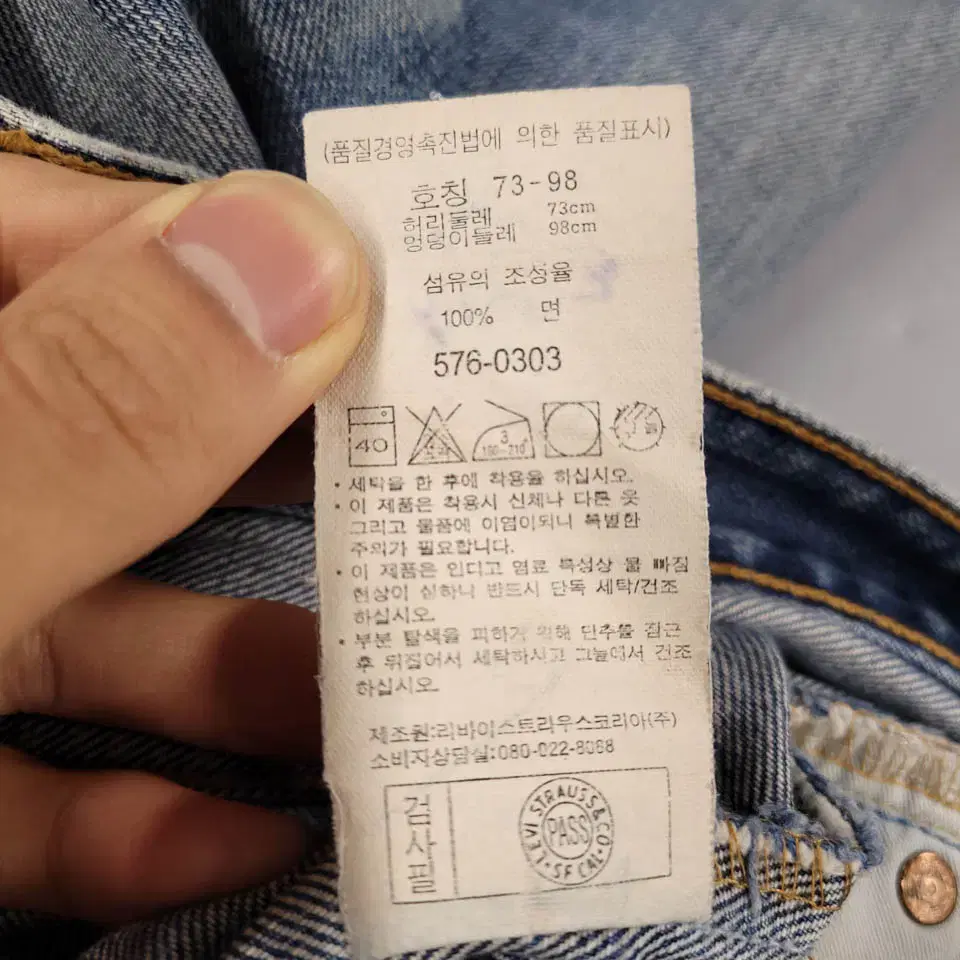 (품질경영촉진법에 의한 품질표시)
호칭 73-98
허리둘레 73cm
엉덩이둘레 98cm
섬유의 조성율
100% 면
576-0303
40
3
180-210°
• 세탁을 한 후에 착용을 하십시오.
• 이 제품은 착용시 신체나 다른 옷
그리고 물품에 이염이되니 특별한
주의가 필요합니다.
• 이 제품은 인디고 염료 특성상 물 빠짐
현상이 심하니 반드시 단독 세탁/건조
하십시오.
• 부분 탈색을 피하기 위해 단추를 잠근
후 뒤집어서 세탁하시고 그늘에서 건조
하십시오.
제조원:리바이스트라우스코리아(주)
소비자상담실:080-022-8068
검사필
LEVI STRAUSS & CO
PASS
SF CAL